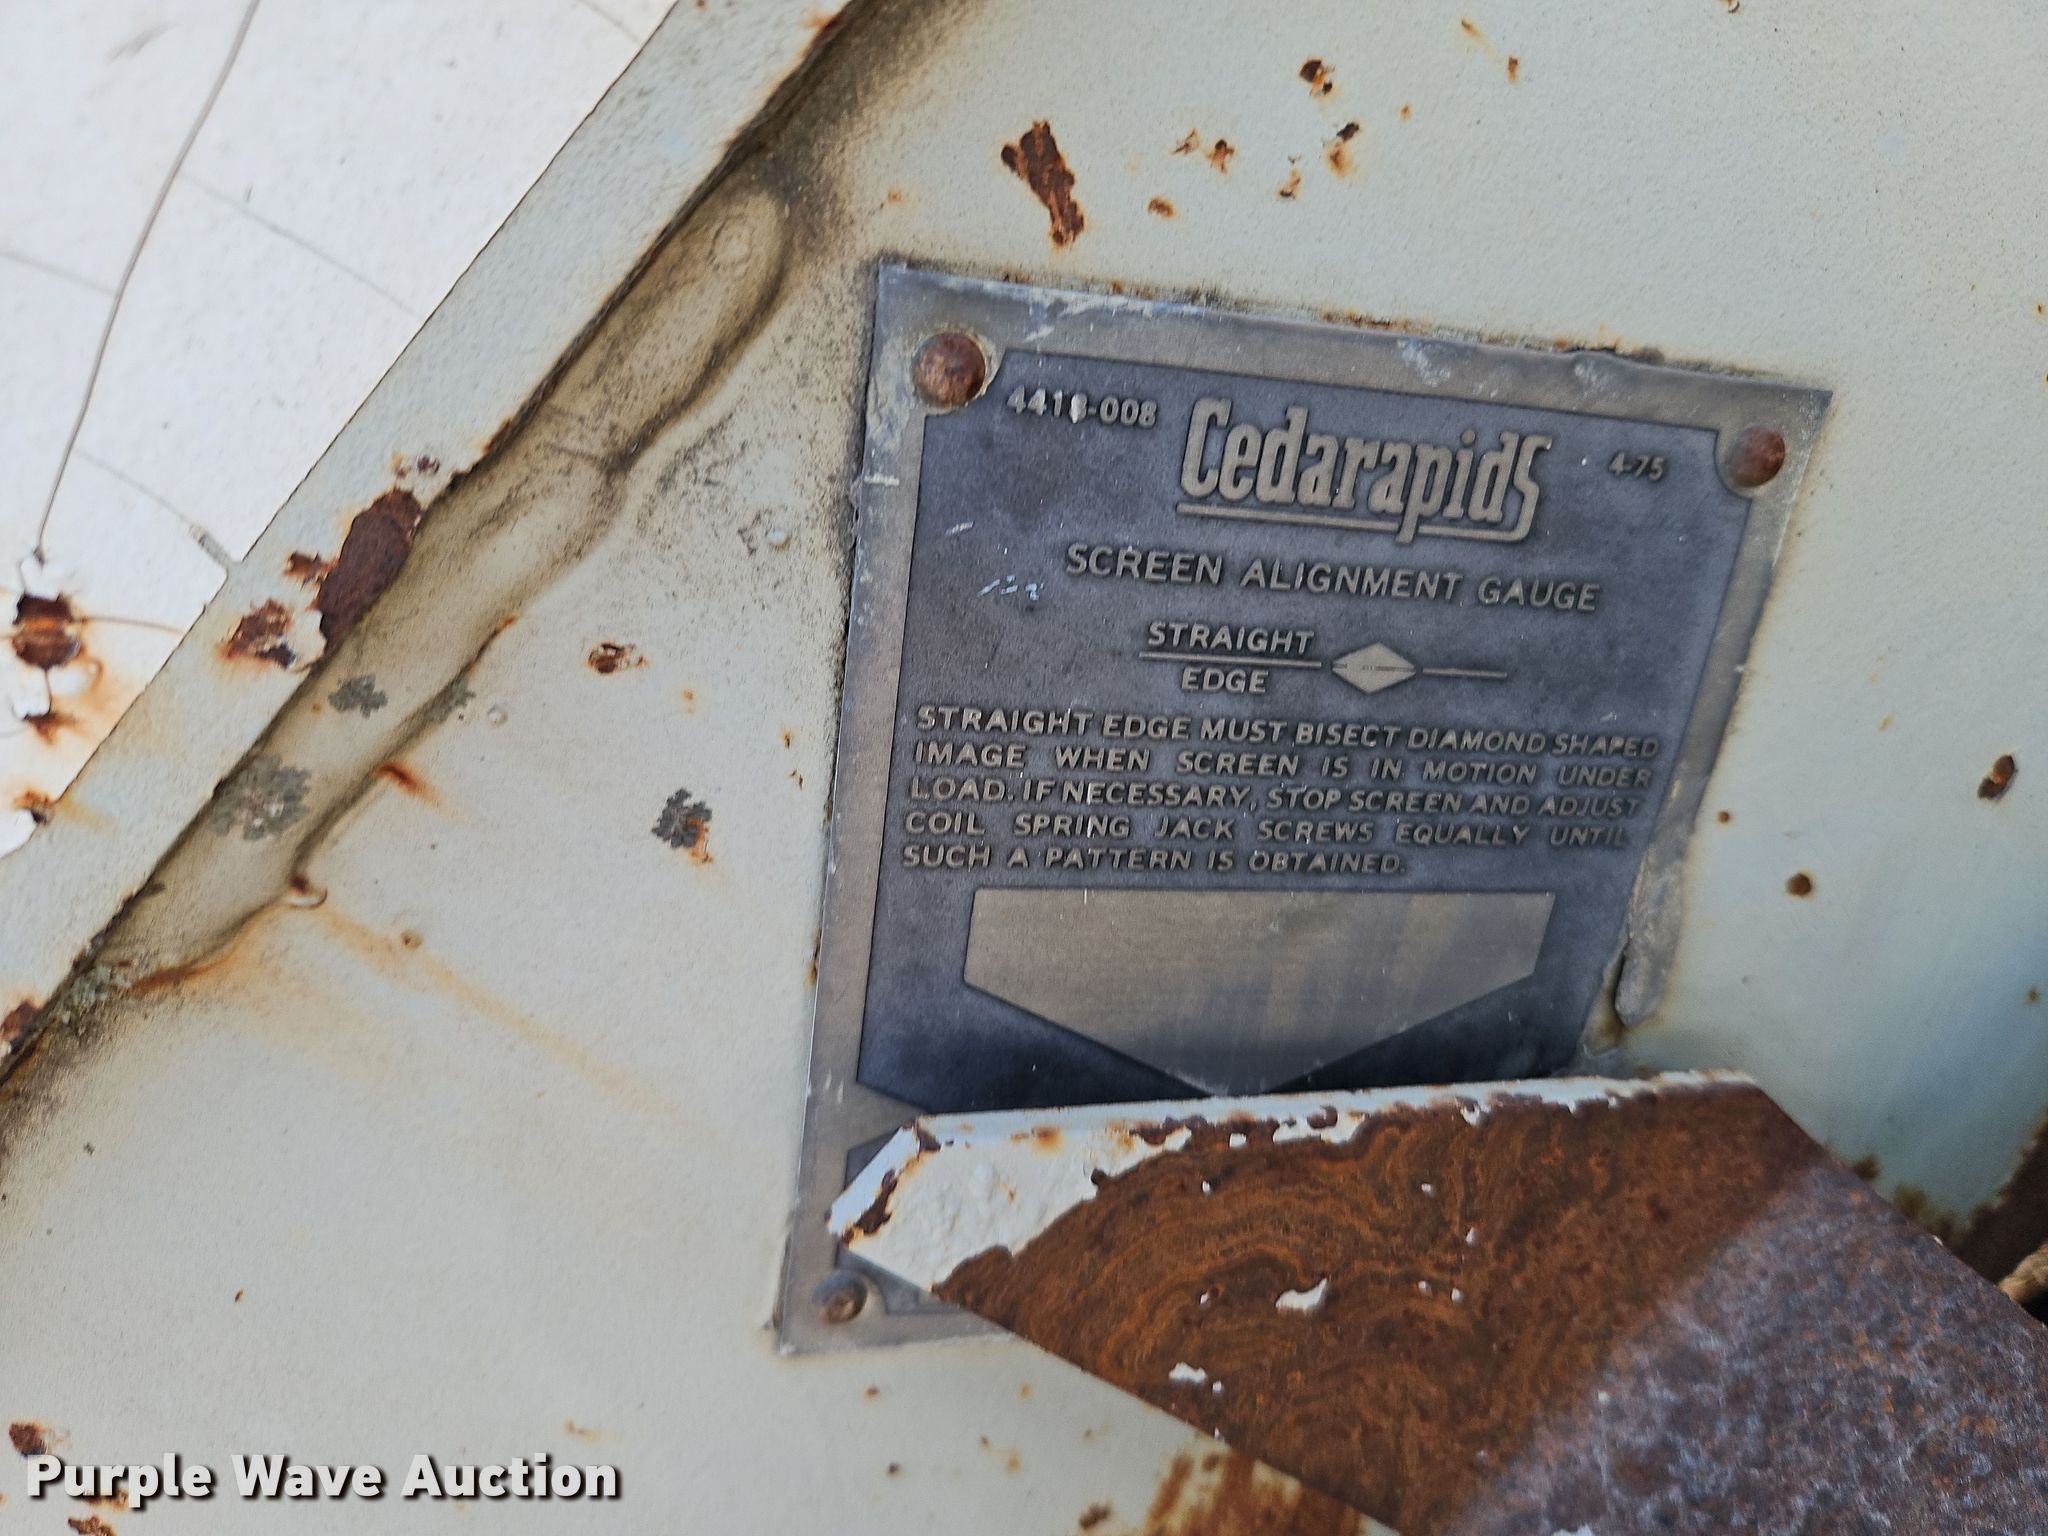 4418-008
Cedarapids
4-75
SCREEN ALIGNMENT GAUGE
STRAIGHT
EDGE
STRAIGHT EDGE MUST BISECT DIAMOND SHAPED
IMAGE WHEN SCREEN IS IN MOTION UNDER
LOAD. IF NECESSARY, STOP SCREEN AND ADJUST
COIL SPRING JACK SCREWS EQUALLY UNTIL
SUCH A PATTERN IS OBTAINED.
Purple Wave Auction